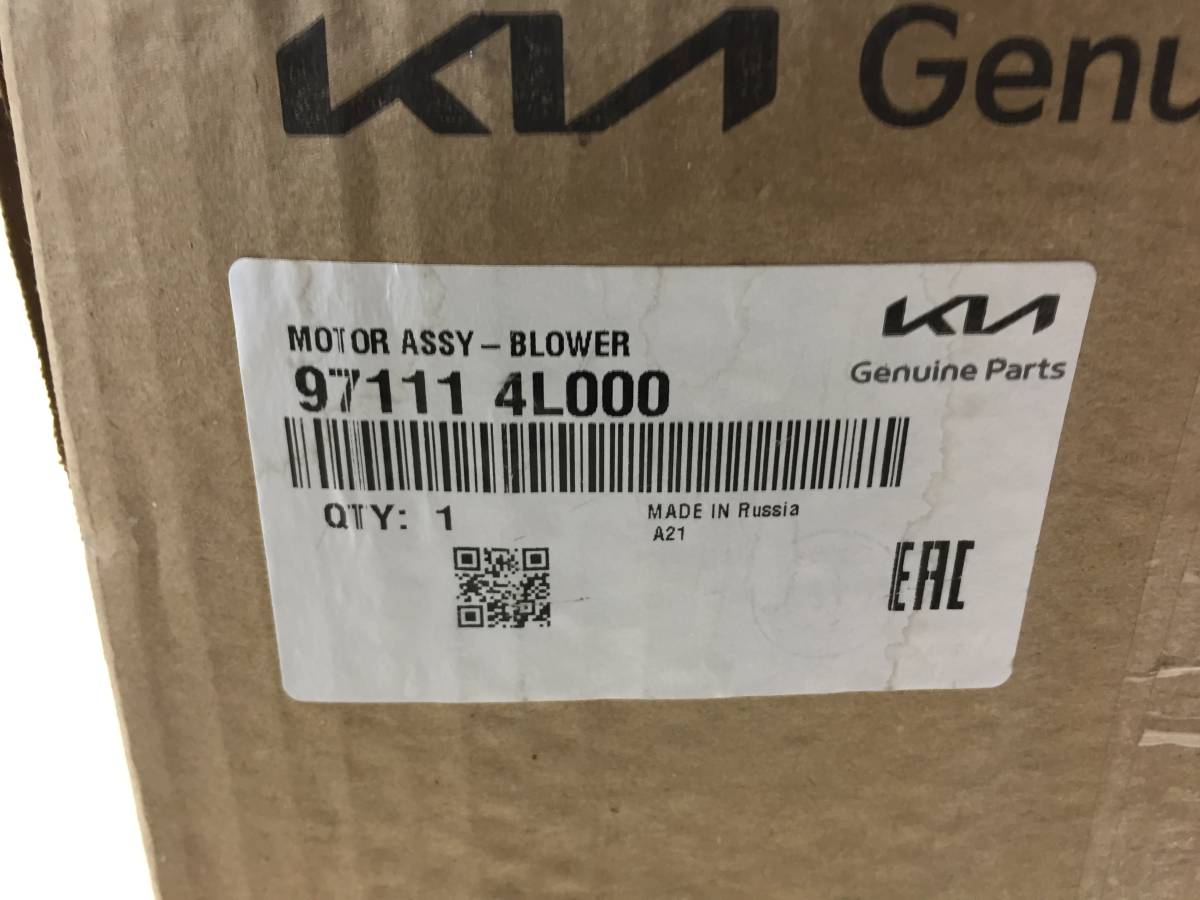 KIA Genu
KIA
Genuine Parts
MOTOR ASSY-BLOWER
97111 4L000
QTY: 1
MADE IN Russia
A21
EAC